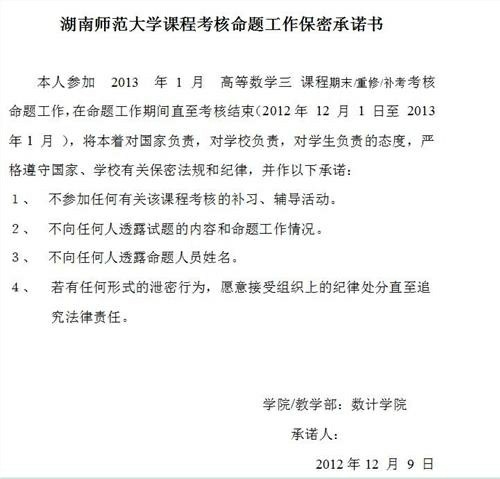 湖南师范大学课程考核命题工作保密承诺书
本人参加 2013 年 1 月 高等数学三 课程期末/重修/补考考核
命题工作，在命题工作期间直至考核结束（2012年 12 月 1 日至 2013
年 1 月 ），将本着对国家负责，对学校负责，对学生负责的态度，严
格遵守国家、学校有关保密法规和纪律，并作以下承诺：
1、 不参加任何有关该课程考核的补习、辅导活动。
2、 不向任何人透露试题的内容和命题工作情况。
3、 不向任何人透露命题人员姓名。
4、 若有任何形式的泄密行为，愿意接受组织上的纪律处分直至追
究法律责任。
学院/教学部：数计学院
承诺人：
2012 年 12 月 9 日